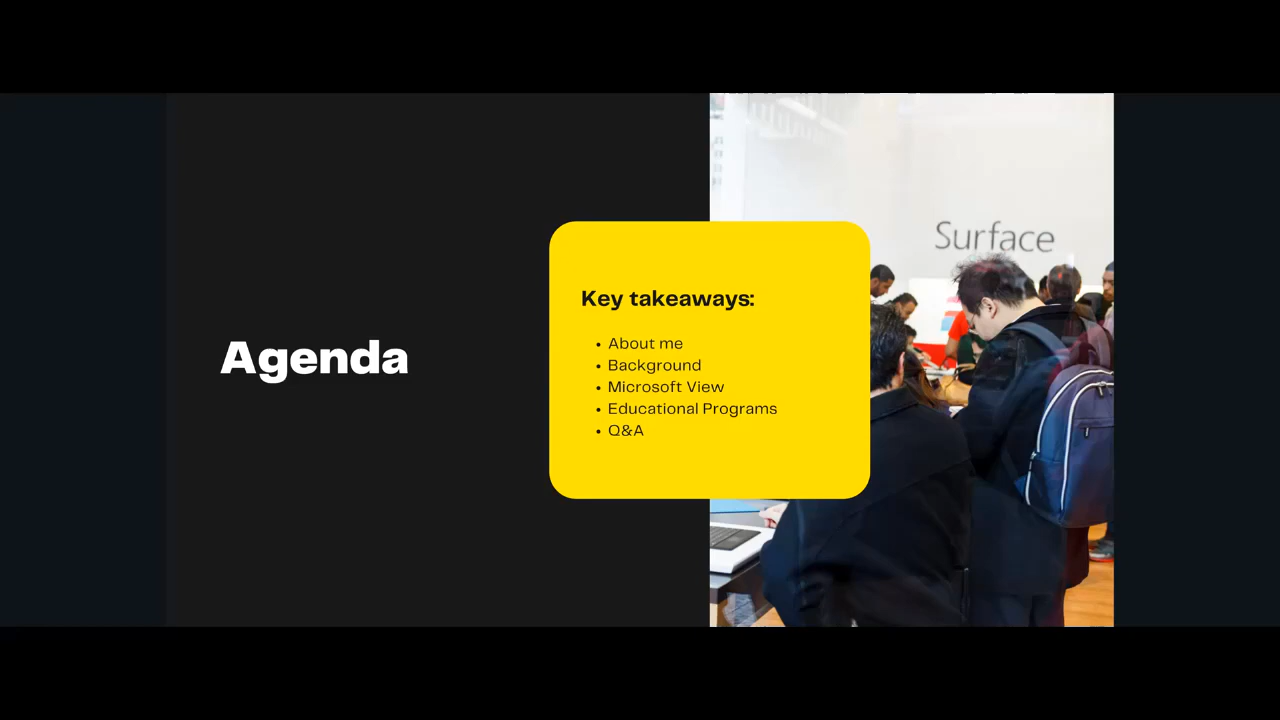 Agenda
Key takeaways:
• About me
• Background
• Microsoft View
• Educational Programs
• Q&A
Surface